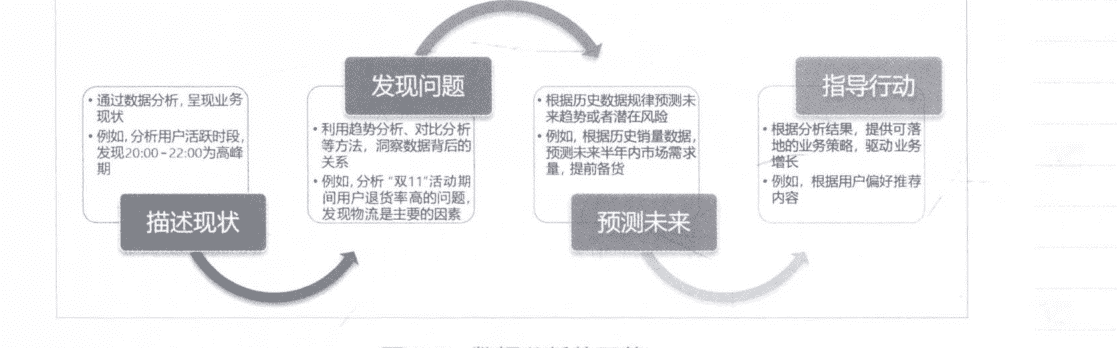 • 通过数据分析，呈现业务
现状
• 例如，分析用户活跃时段，
发现20:00-22:00为高峰
期
描述现状
发现问题
• 利用趋势分析、对比分析
等方法，洞察数据背后的
关系
• 例如，分析“双11”活动期
间用户退货率高的问题，
发现物流是主要的因素
• 根据历史数据规律预测未
来趋势或者潜在风险
• 例如，根据历史销量数据，
预测未来半年内市场需求
量，提前备货
预测未来
指导行动
• 根据分析结果，提供可落
地的业务策略，驱动业务
增长
• 例如，根据用户偏好推荐
内容